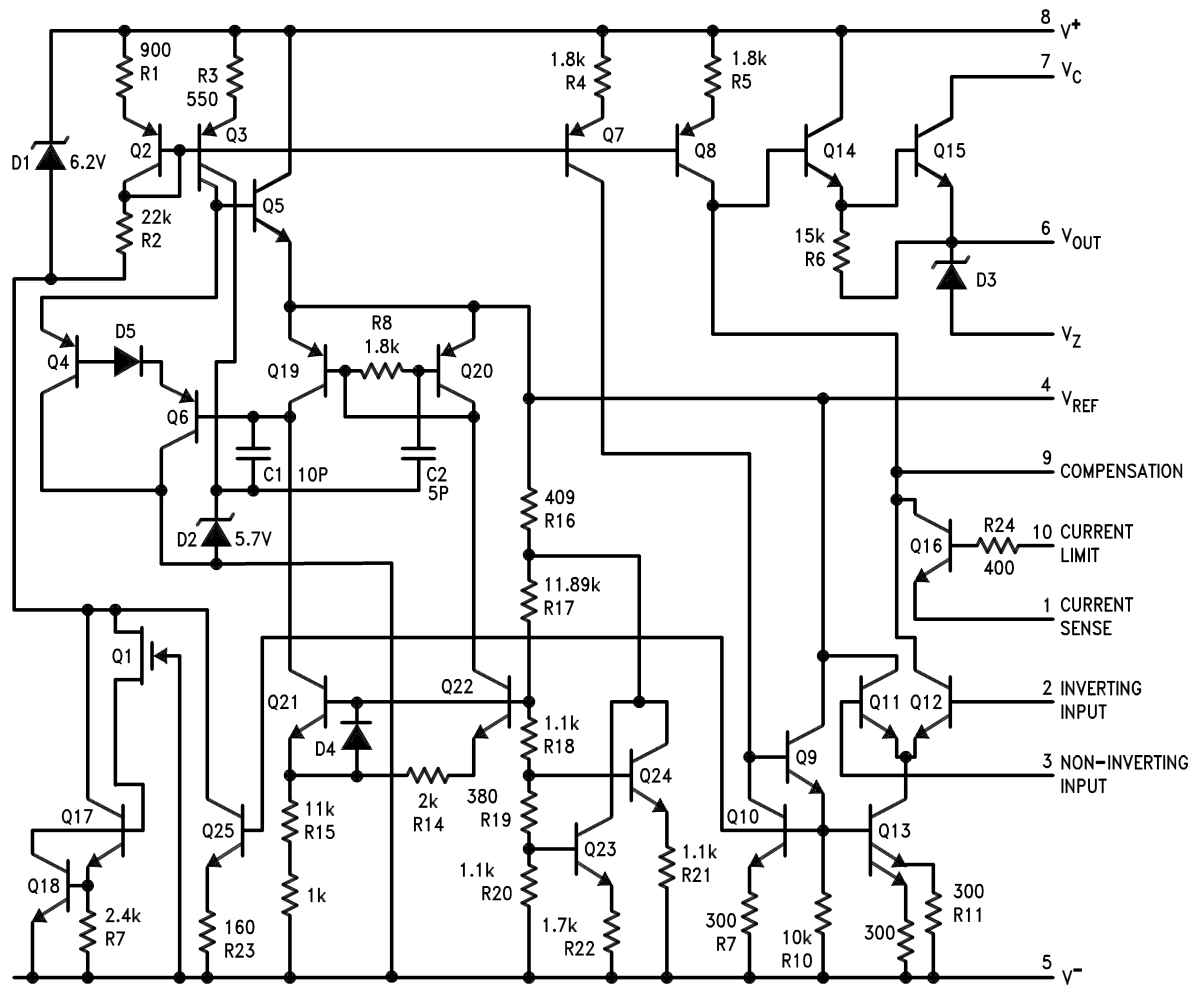 8 V+
7 VC
900
R1
R3
550
1.8k
R4
1.8k
R5
D1 6.2V
Q2
Q3
Q7
Q8
Q14
Q15
Q5
22k
R2
15k
R6
6 VOUT
D3
VZ
D5
Q4
R8
1.8k
Q19
Q20
Q6
4 VREF
C1 10P
C2
5P
9 COMPENSATION
409
R16
D2 5.7V
Q16
R24
400
10 CURRENT
LIMIT
11.89k
R17
1 CURRENT
SENSE
Q1
Q21
Q22
Q11
Q12
2 INVERTING
INPUT
D4
1.1k
R18
Q9
3 NON-INVERTING
INPUT
Q24
2k
R14
380
R19
11k
R15
Q17
Q25
Q10
Q13
Q23
Q18
1k
1.1k
R20
1.1k
R21
2.4k
R7
160
R23
1.7k
R22
300
R7
10k
R10
300
300
R11
5 V-